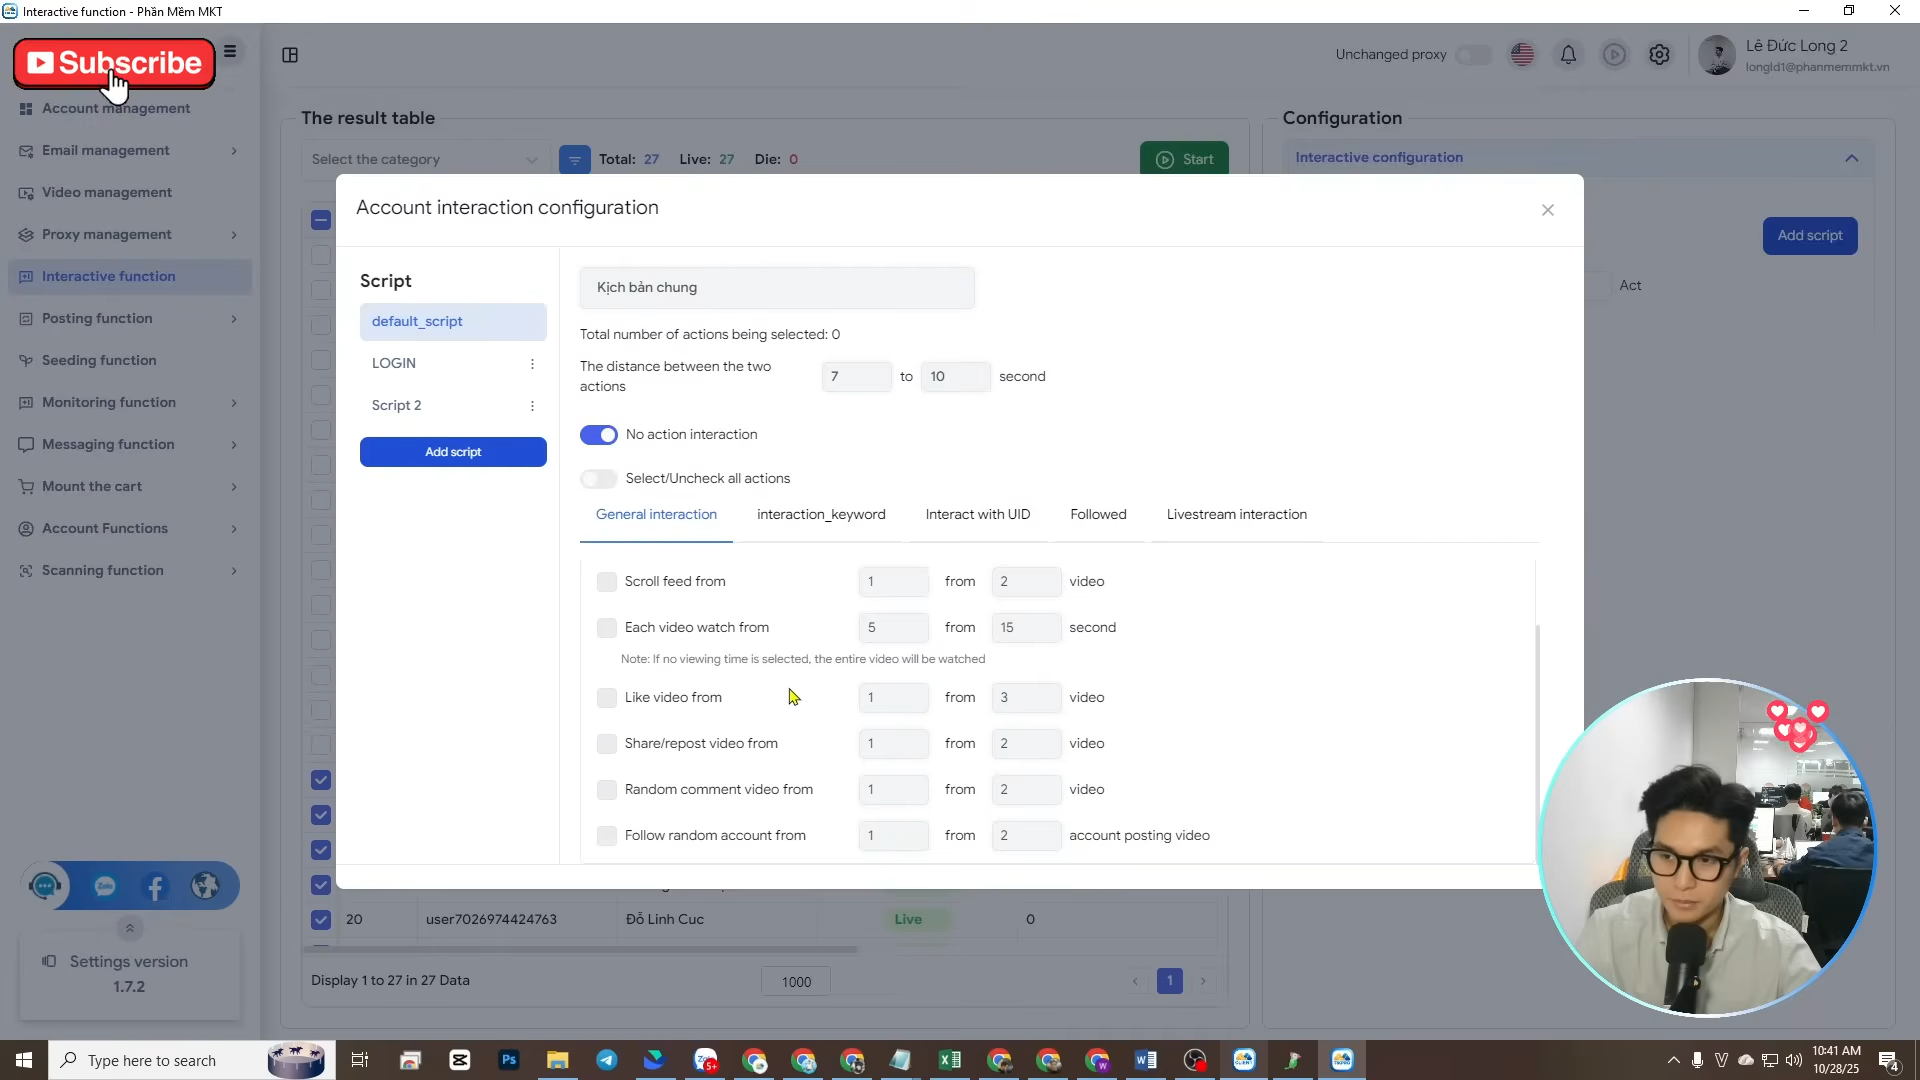 Interactive function - Phần Mềm MKT
Subscribe
Unchanged proxy
Lê Đức Long 2
longld1@phanmemmkt.vn
Account management
Email management
Video management
Proxy management
Interactive function
Posting function
Seeding function
Monitoring function
Messaging function
Mount the cart
Account Functions
Scanning function
Settings version
1.7.2
The result table
Select the category
Total: 27 Live: 27 Die: 0
Start
Configuration
Interactive configuration
Add script
Act
Account interaction configuration
Script
default_script
LOGIN
Script 2
Add script
Kịch bản chung
Total number of actions being selected: 0
The distance between the two actions
7 to 10 second
No action interaction
Select/Uncheck all actions
General interaction interaction_keyword Interact with UID Followed Livestream interaction
Scroll feed from 1 from 2 video
Each video watch from 5 from 15 second
Note: If no viewing time is selected, the entire video will be watched
Like video from 1 from 3 video
Share/repost video from 1 from 2 video
Random comment video from 1 from 2 video
Follow random account from 1 from 2 account posting video
20 user7026974424763 Đỗ Linh Cuc Live 0
Display 1 to 27 in 27 Data
1000
1
Type here to search
10:41 AM
10/28/25